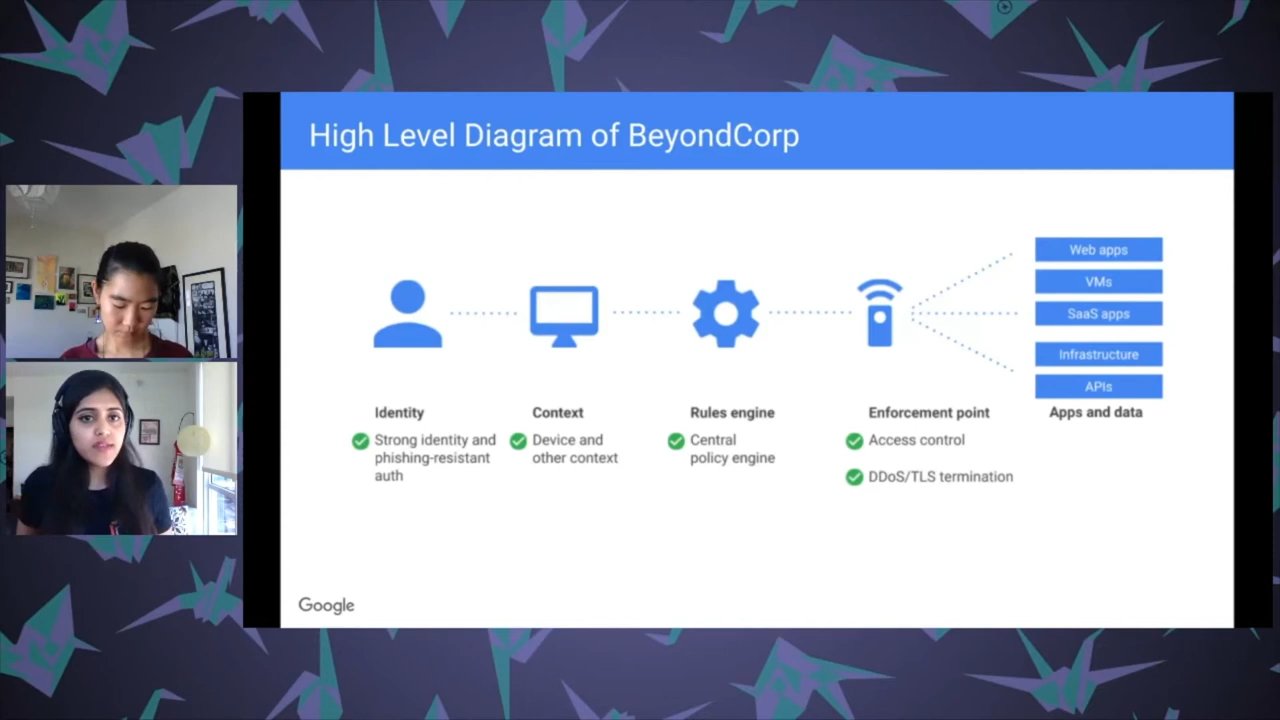 High Level Diagram of BeyondCorp
Web apps
VMs
SaaS apps
Infrastructure
APIs
Identity
Strong identity and
phishing-resistant
auth
Context
Device and
other context
Rules engine
Central
policy engine
Enforcement point
Access control
DDoS/TLS termination
Apps and data
Google